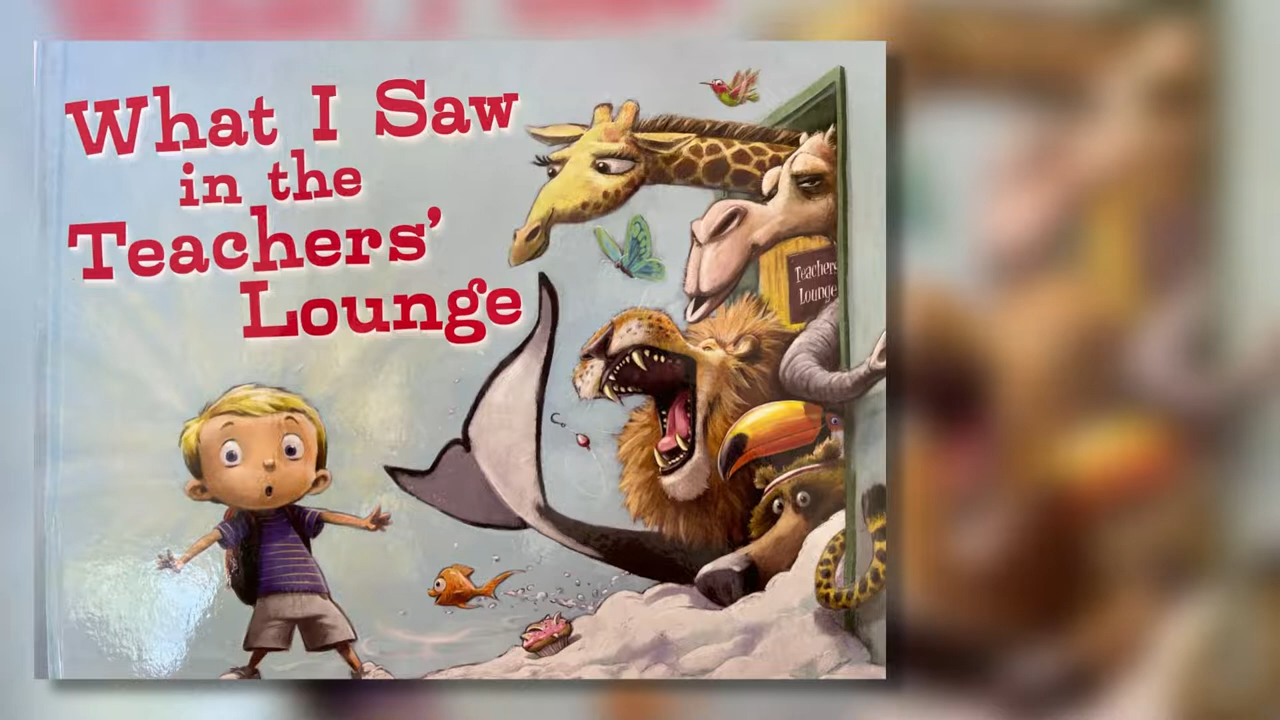 What I Saw
in the
Teachers’
Lounge
Teachers
Lounge